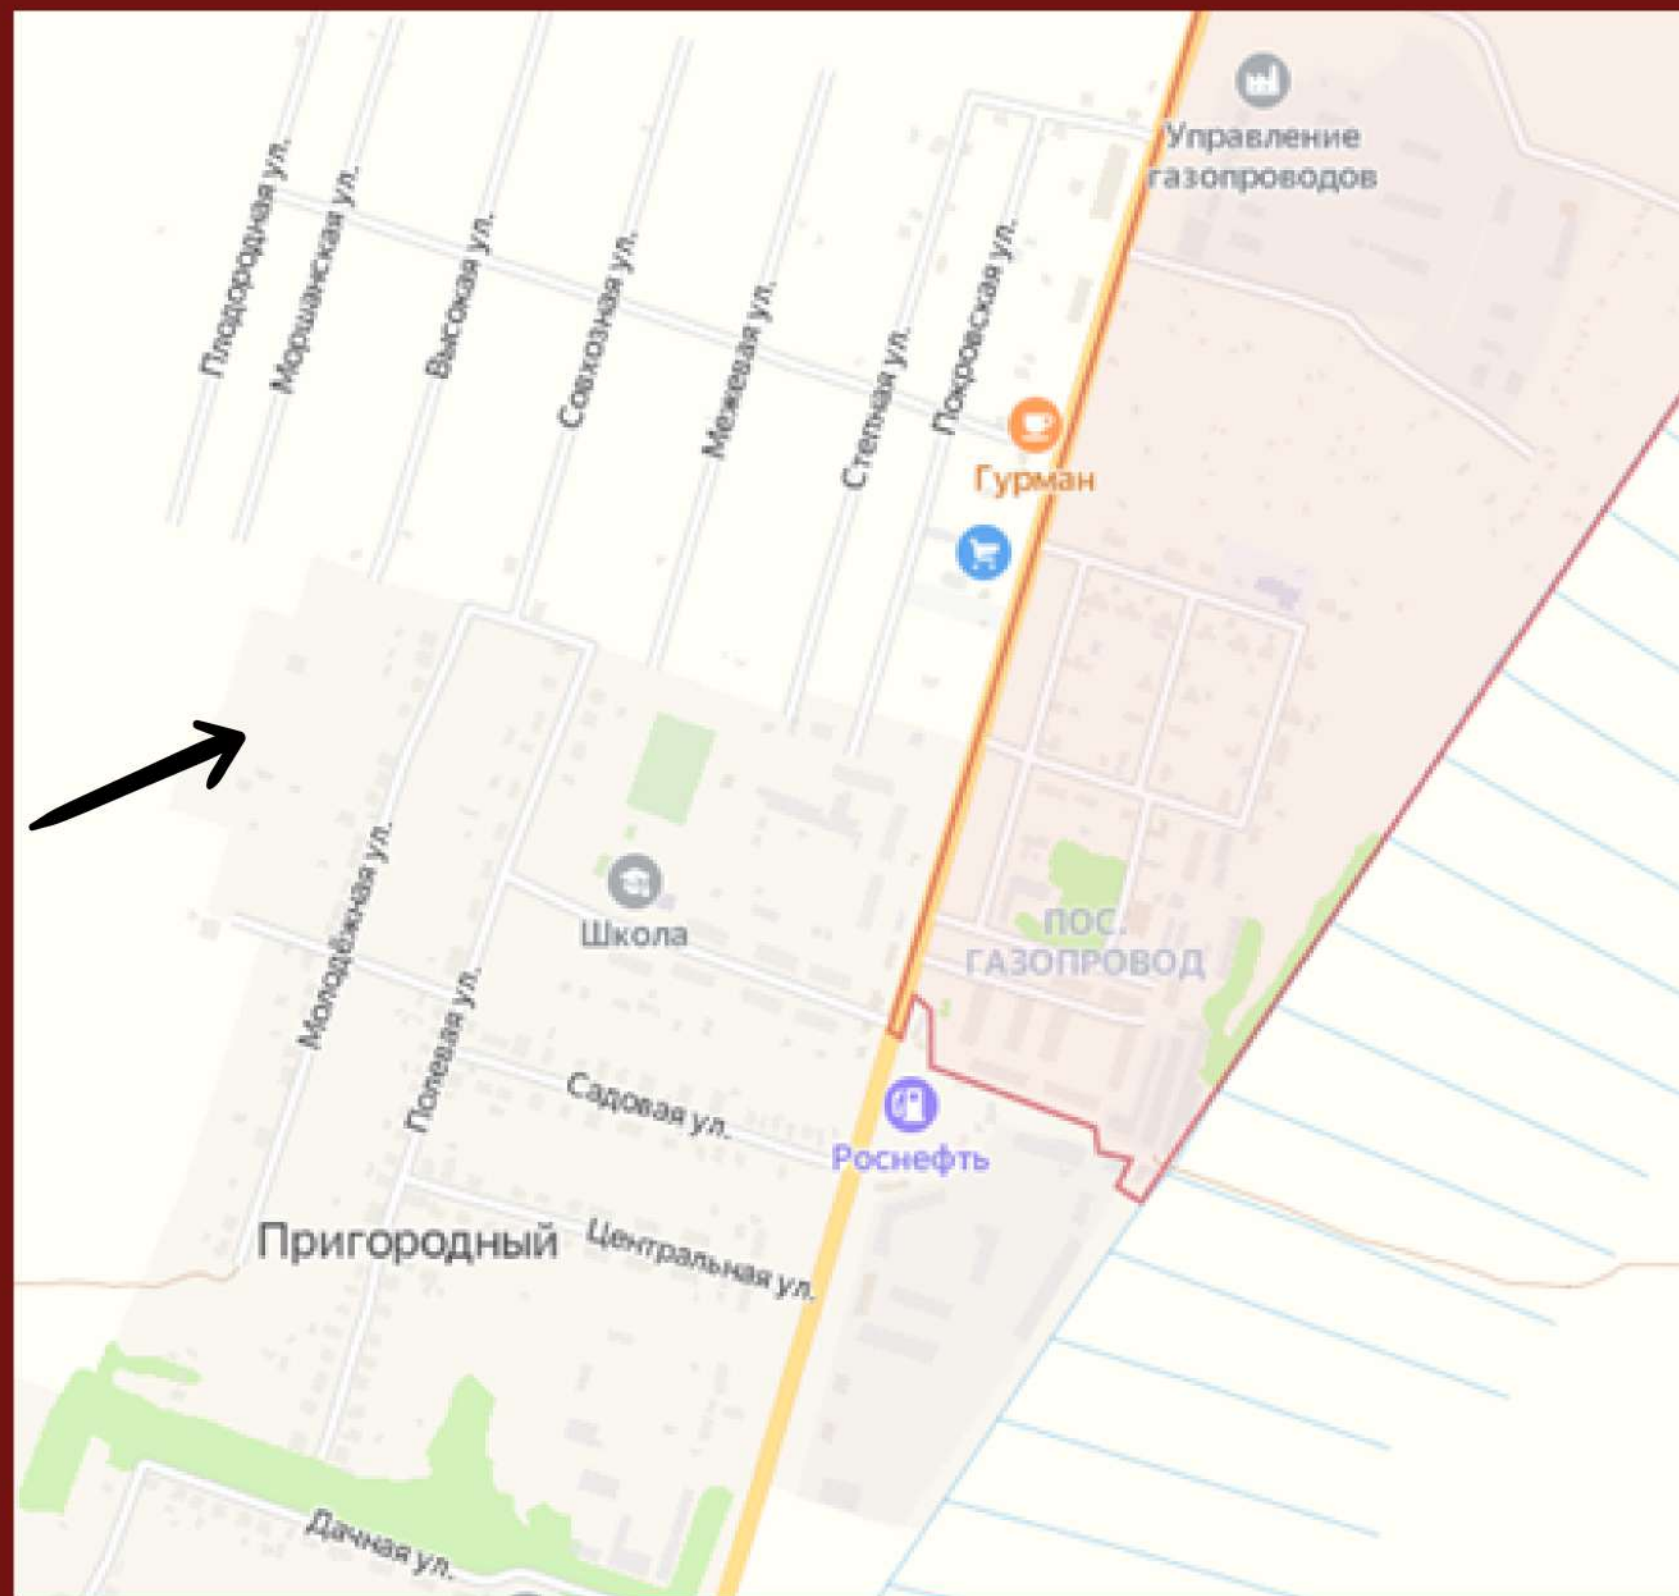 Управление
газопроводов
Плодородная ул.
Моршанская ул.
Высокая ул.
Совхозная ул.
Межевая ул.
Степная ул.
Покровская ул.
Гурман
Школа
ПОС.
ГАЗОПРОВОД
Молодёжная ул.
Полевая ул.
Садовая ул.
Роснефть
Пригородный
Центральная ул.
Дачная ул.